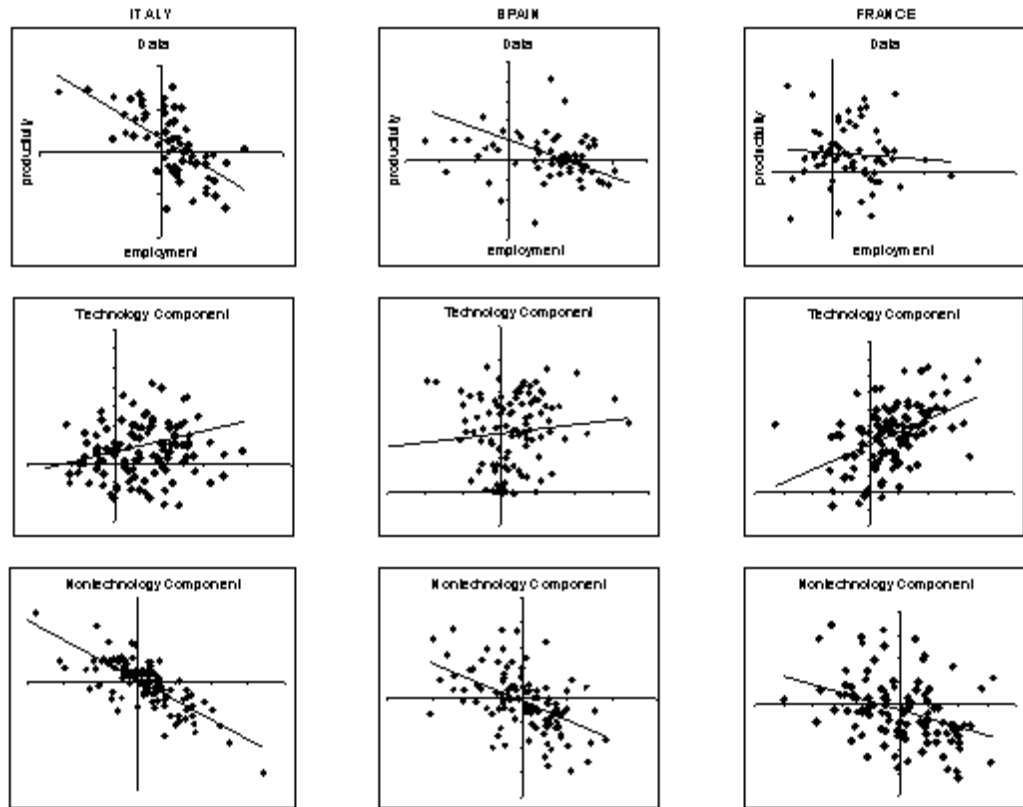 ITALY
SPAIN
FRANCE
Data
Data
Data
productivity
productivity
productivity
employment
employment
employment
Technology Component
Technology Component
Technology Component
Nontechnology Component
Nontechnology Component
Nontechnology Component